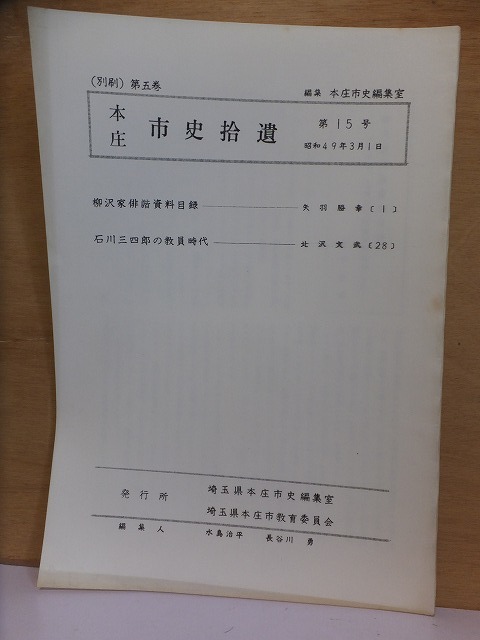 (別刷) 第五巻
編集 本庄市史編集室
本庄 市史拾遺
第15号
昭和49年3月1日
柳沢家俳諧資料目録 矢羽勝幸 (1)
石川三四郎の教員時代 北沢文武 (28)
発行所
埼玉県本庄市史編集室
埼玉県本庄市教育委員会
編集人 水島治平 長谷川勇